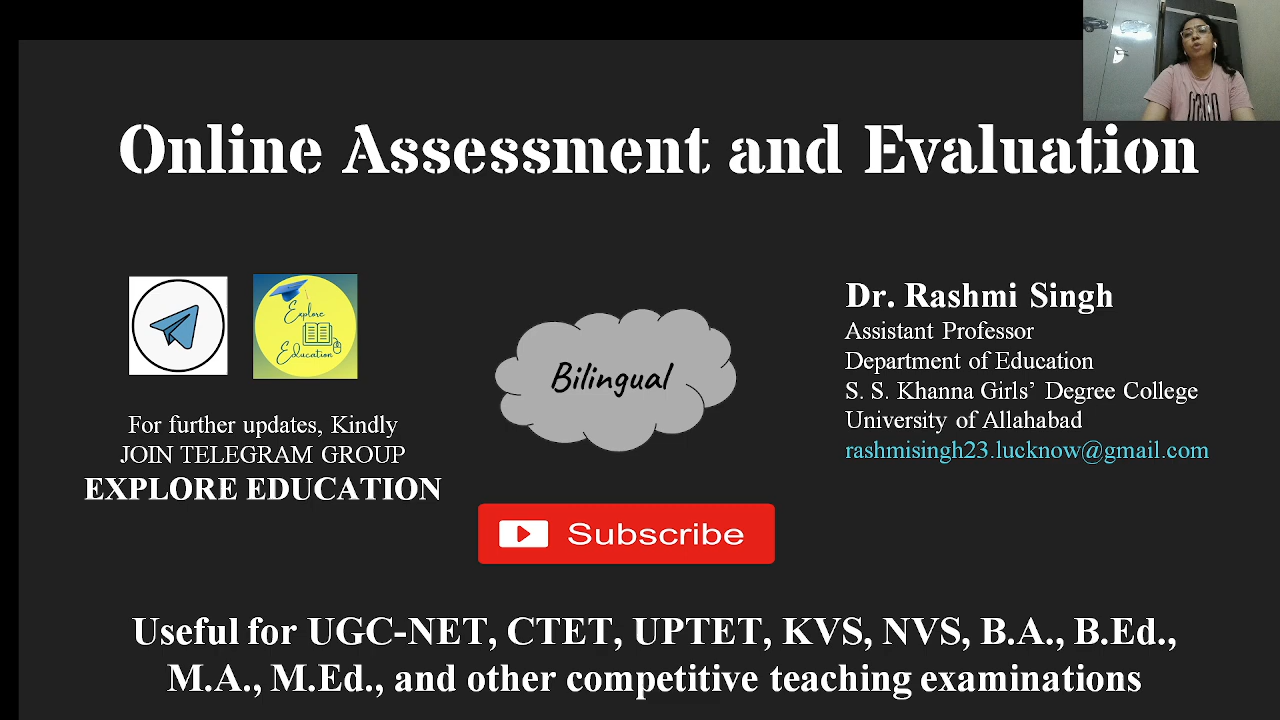 Online Assessment and Evaluation
Explore
Education
For further updates, Kindly
JOIN TELEGRAM GROUP
EXPLORE EDUCATION
Bilingual
Dr. Rashmi Singh
Assistant Professor
Department of Education
S. S. Khanna Girls’ Degree College
University of Allahabad
rashmisingh23.lucknow@gmail.com
Subscribe
Useful for UGC-NET, CTET, UPTET, KVS, NVS, B.A., B.Ed.,
M.A., M.Ed., and other competitive teaching examinations